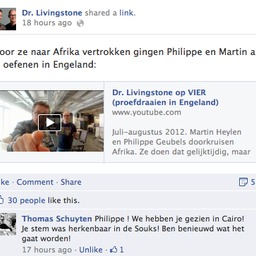 Dr. Livingstone shared a link.
18 hours ago
oor ze naar Afrika vertrokken gingen Philippe en Martin a
oefenen in Engeland:
Dr. Livingstone op VIER
(proefdraaien in Engeland)
www.youtube.com
Juli-augustus 2012. Martin Heylen
en Philippe Geubels doorkruisen
Afrika. Ze doen dat gelijktijdig, maar
ke · Comment · Share
5
30 people like this.
Thomas Schuyten Philippe ! We hebben je gezien in Cairo!
Je stem was herkenbaar in de Souks! Ben benieuwd wat het
gaat worden!
17 hours ago · Unlike · 1